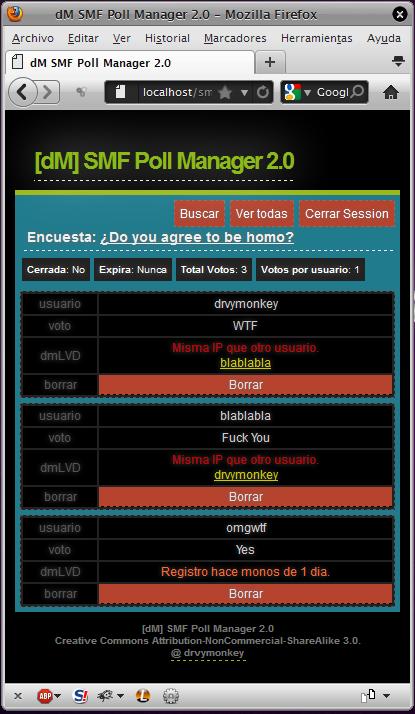 dM SMF Poll Manager 2.0 - Mozilla Firefox
Archivo Editar Ver Historial Marcadores Herramientas Ayuda
dM SMF Poll Manager 2.0
localhost/sm
Googl
[dM] SMF Poll Manager 2.0
Buscar Ver todas Cerrar Session
Encuesta: ¿Do you agree to be homo?
Cerrada: No Expira: Nunca Total Votos: 3 Votos por usuario: 1
usuario drvymonkey
voto WTF
dmLVD Misma IP que otro usuario.
blablabla
borrar Borrar
usuario blablabla
voto Fuck You
dmLVD Misma IP que otro usuario.
drvymonkey
borrar Borrar
usuario omgwtf
voto Yes
dmLVD Registro hace monos de 1 dia.
borrar Borrar
[dM] SMF Poll Manager 2.0
Creative Commons Attribution-NonCommercial-ShareAlike 3.0.
@ drvymonkey
ABP S! L